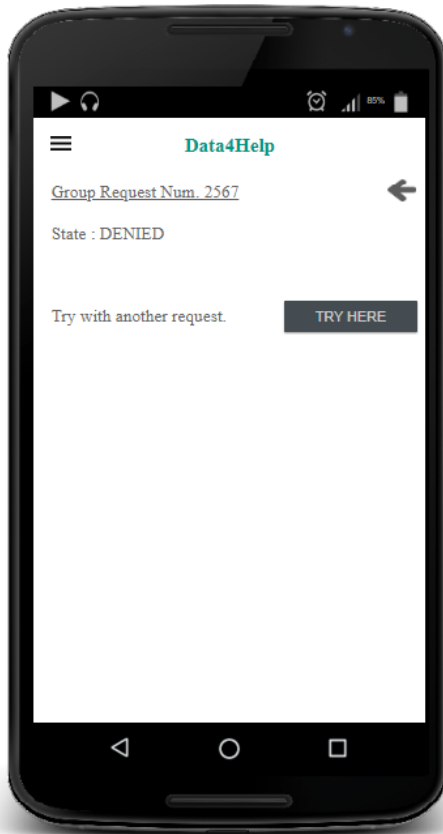 85%
Data4Help
Group Request Num. 2567
State : DENIED
Try with another request.
TRY HERE